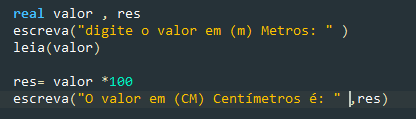 real valor , res
escreva("digite o valor em (m) Metros: " )
leia(valor)
res= valor *100
escreva("O valor em (CM) Centímetros é: " ,res)